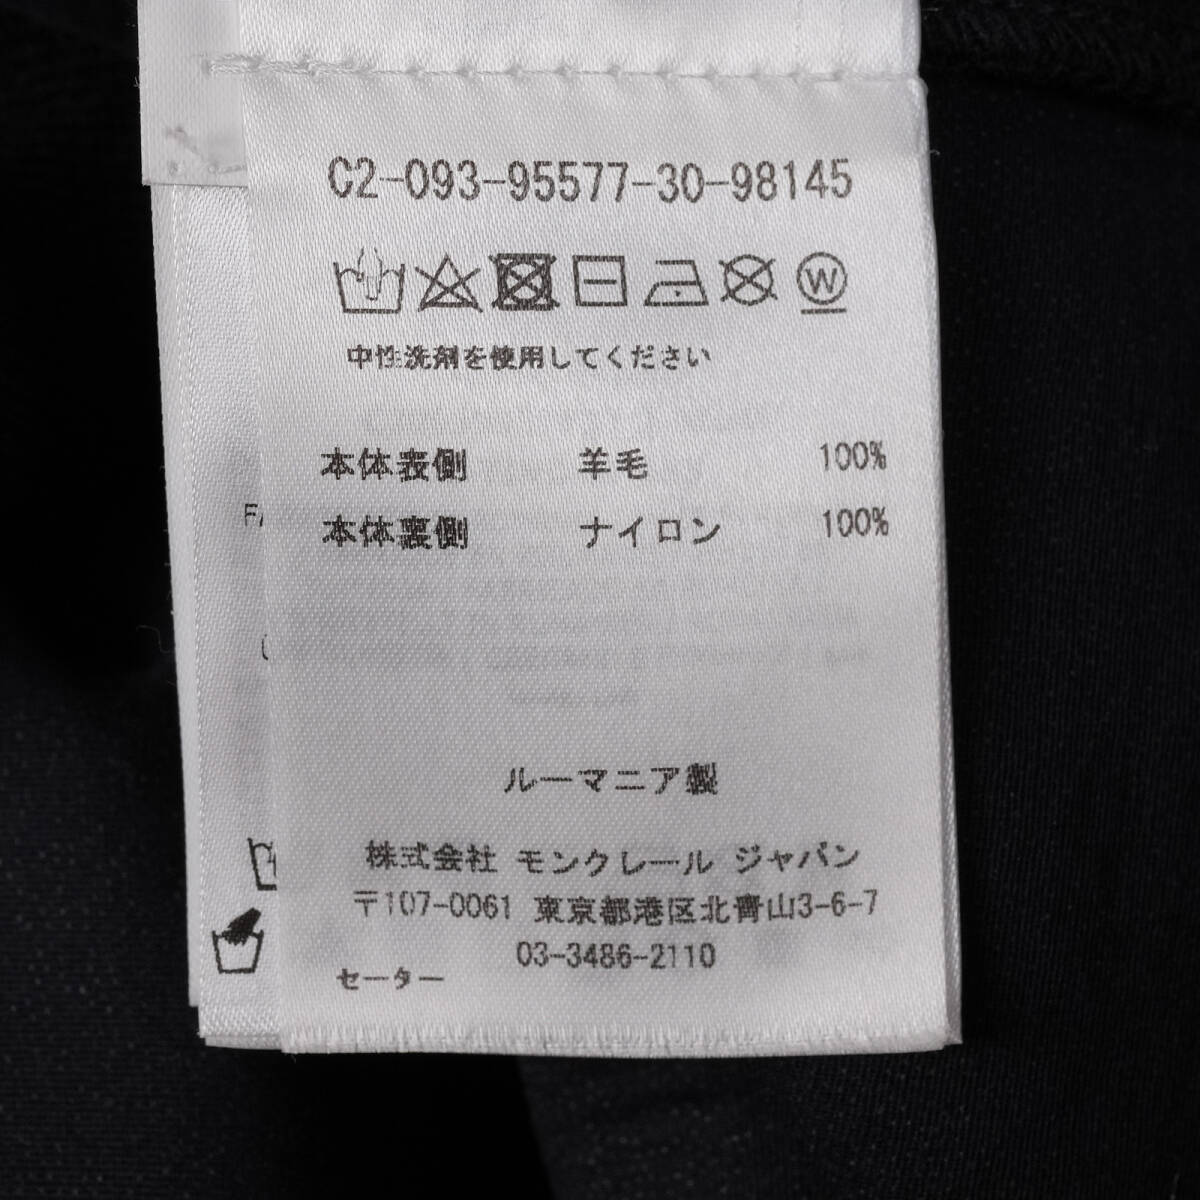 C2-093-95577-30-98145
W
中性洗剤を使用してください
本体表側 羊毛 100%
本体裏側 ナイロン 100%
ルーマニア製
株式会社 モンクレール ジャパン
〒107-0061 東京都港区北青山3-6-7
03-3486-2110
セーター